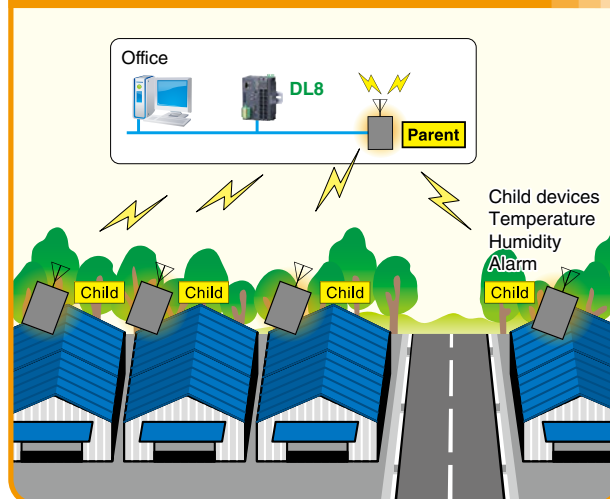 Office
DL8
Parent
Child devices
Temperature
Humidity
Alarm
Child
Child
Child
Child